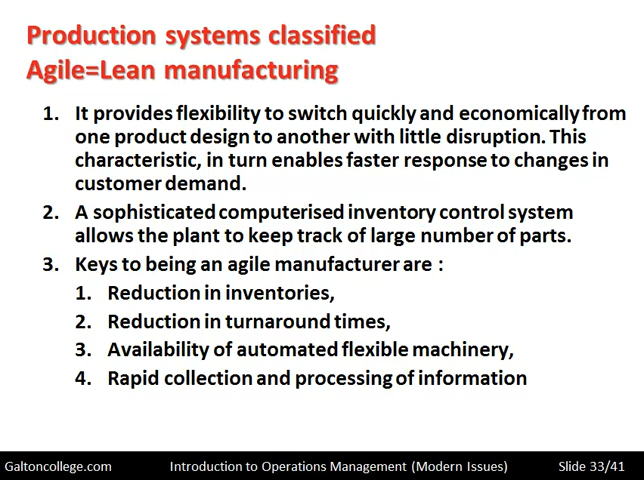 Production systems classified
Agile=Lean manufacturing
1. It provides flexibility to switch quickly and economically from
one product design to another with little disruption. This
characteristic, in turn enables faster response to changes in
customer demand.
2. A sophisticated computerised inventory control system
allows the plant to keep track of large number of parts.
3. Keys to being an agile manufacturer are :
1. Reduction in inventories,
2. Reduction in turnaround times,
3. Availability of automated flexible machinery,
4. Rapid collection and processing of information
Galtoncollege.com Introduction to Operations Management (Modern Issues) Slide 33/41